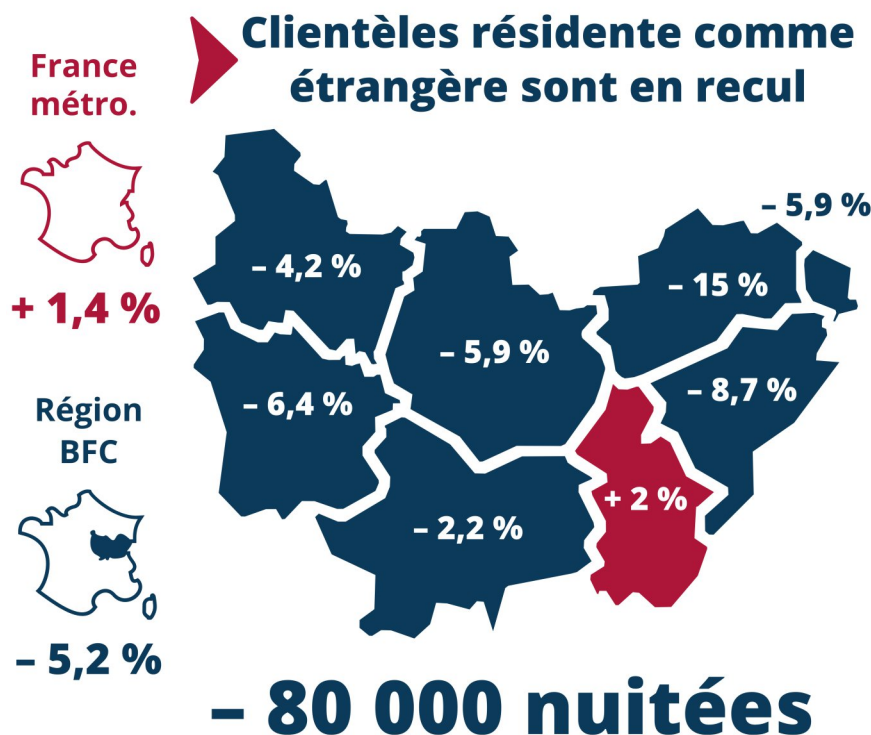 Clientèles résidente comme
étrangère sont en recul
France
métro.
+ 1,4 %
Région
BFC
– 5,2 %
– 5,9 %
– 4,2 %
– 15 %
– 5,9 %
– 8,7 %
– 6,4 %
+ 2 %
– 2,2 %
– 80 000 nuitées